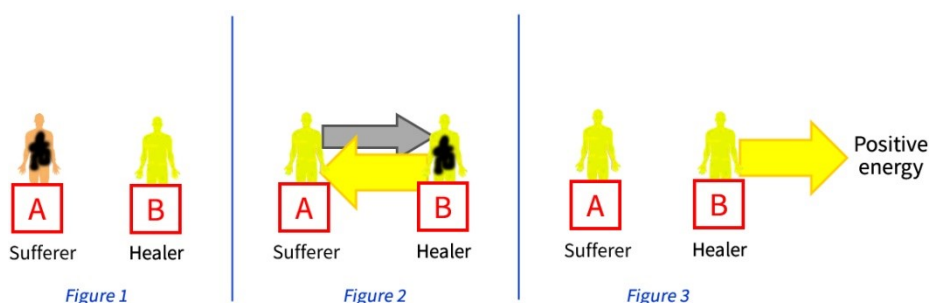 A
B
Sufferer
Healer
Figure 1
A
B
Sufferer
Healer
Figure 2
A
B
Sufferer
Healer
Positive
energy
Figure 3